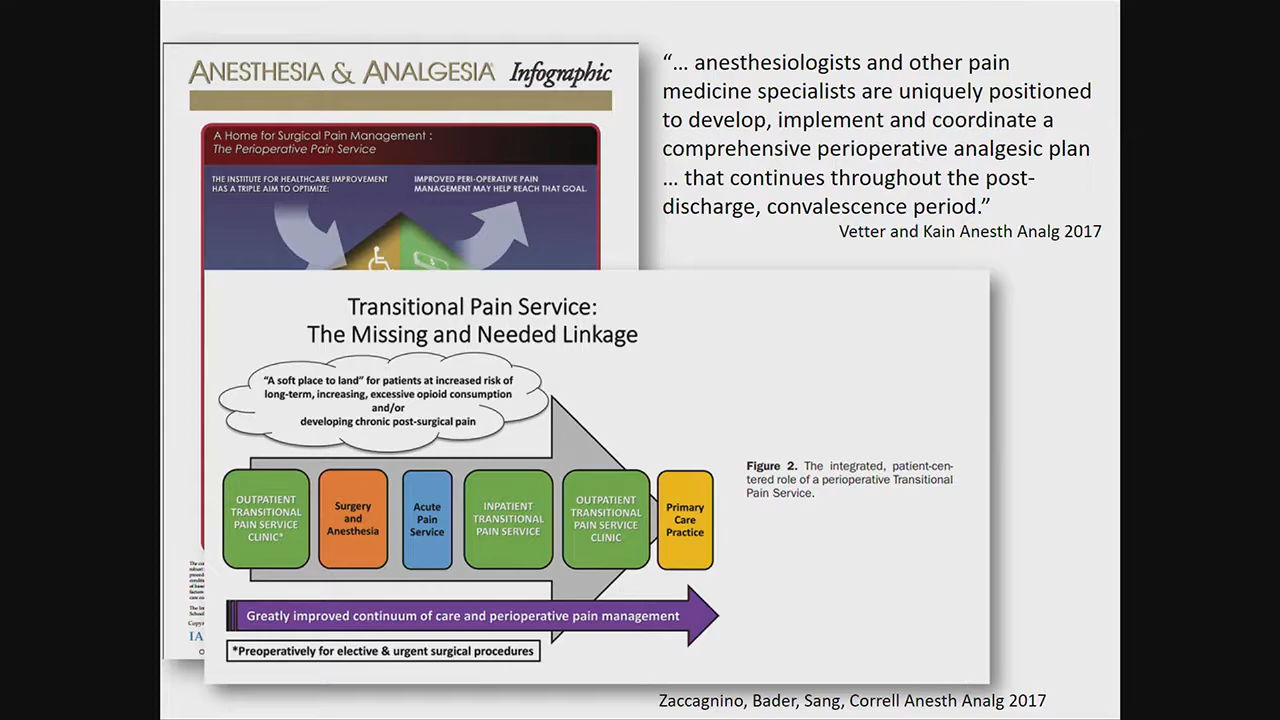 ANESTHESIA & ANALGESIA Infographic
A Home for Surgical Pain Management :
The Perioperative Pain Service
THE INSTITUTE FOR HEALTHCARE IMPROVEMENT
HAS A TRIPLE AIM TO OPTIMIZE:
IMPROVED PERI-OPERATIVE PAIN
MANAGEMENT MAY HELP REACH THAT GOAL.
“... anesthesiologists and other pain
medicine specialists are uniquely positioned
to develop, implement and coordinate a
comprehensive perioperative analgesic plan
... that continues throughout the post-
discharge, convalescence period.”
Vetter and Kain Anesth Analg 2017
Transitional Pain Service:
The Missing and Needed Linkage
“A soft place to land” for patients at increased risk of
long-term, increasing, excessive opioid consumption
and/or
developing chronic post-surgical pain
OUTPATIENT
TRANSITIONAL
PAIN SERVICE
CLINIC*
Surgery
and
Anesthesia
Acute
Pain
Service
INPATIENT
TRANSITIONAL
PAIN SERVICE
OUTPATIENT
TRANSITIONAL
PAIN SERVICE
CLINIC
Primary
Care
Practice
Figure 2. The integrated, patient-cen-
tered role of a perioperative Transitional
Pain Service.
Greatly improved continuum of care and perioperative pain management
*Preoperatively for elective & urgent surgical procedures
IA
Zaccagnino, Bader, Sang, Correll Anesth Analg 2017